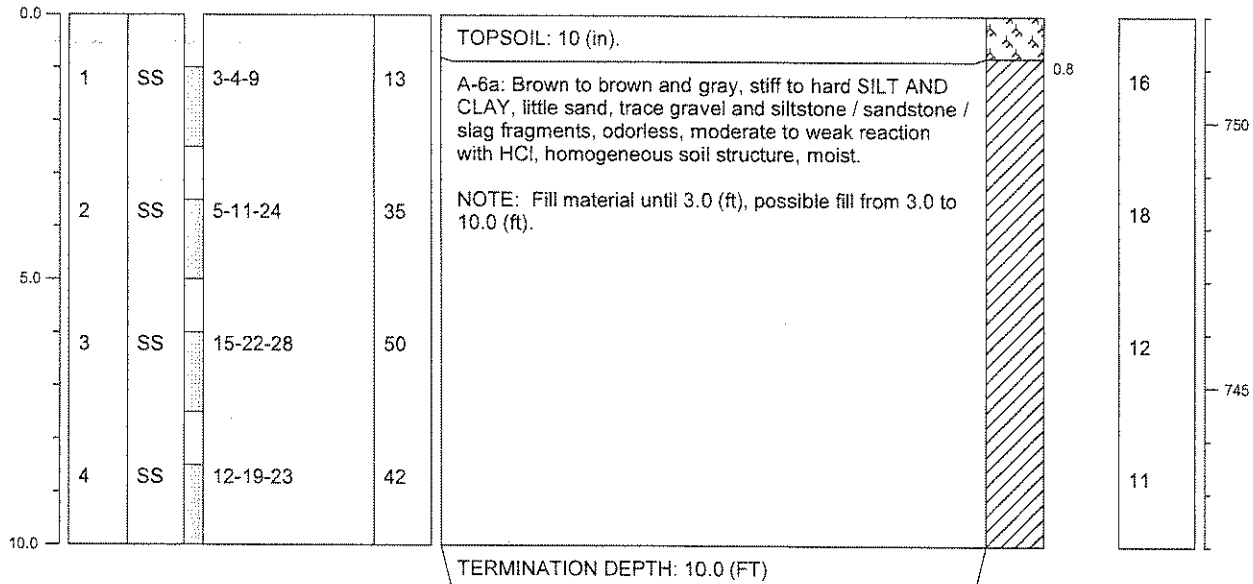 0.0
TOPSOIL: 10 (in).
0.8
1 SS 3-4-9 13 16
A-6a: Brown to brown and gray, stiff to hard SILT AND
CLAY, little sand, trace gravel and siltstone / sandstone /
slag fragments, odorless, moderate to weak reaction
with HCl, homogeneous soil structure, moist.
750
NOTE: Fill material until 3.0 (ft), possible fill from 3.0 to
10.0 (ft).
2 SS 5-11-24 35 18
5.0
3 SS 15-22-28 50 12
745
4 SS 12-19-23 42 11
10.0
TERMINATION DEPTH: 10.0 (FT)